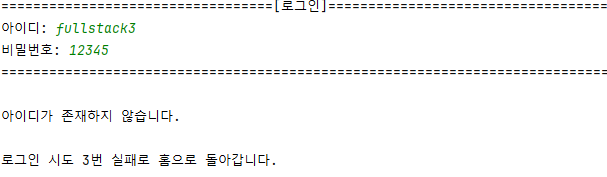 ==================================[로그인]===================================
아이디: fullstack3
비밀번호: 12345
============================================================================
아이디가 존재하지 않습니다.
로그인 시도 3번 실패로 홈으로 돌아갑니다.